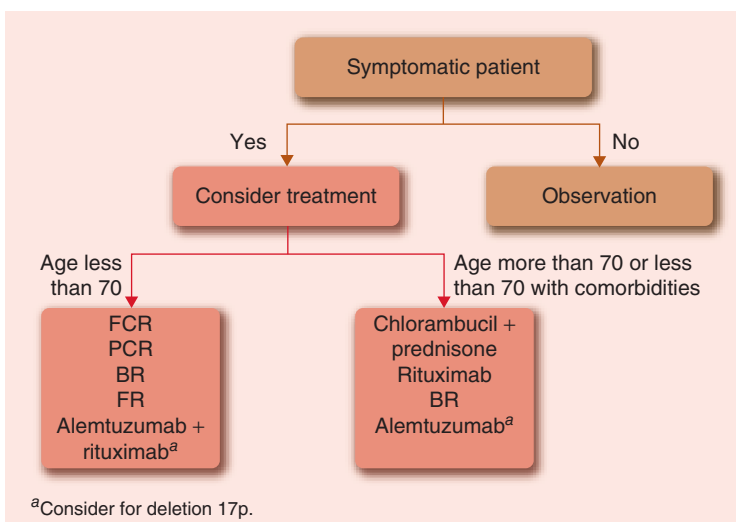 Symptomatic patient
Yes
No
Consider treatment
Observation
Age less
than 70
Age more than 70 or less
than 70 with comorbidities
FCR
PCR
BR
FR
Alemtuzumab +
rituximabᵃ
Chlorambucil +
prednisone
Rituximab
BR
Alemtuzumabᵃ
ᵃConsider for deletion 17p.